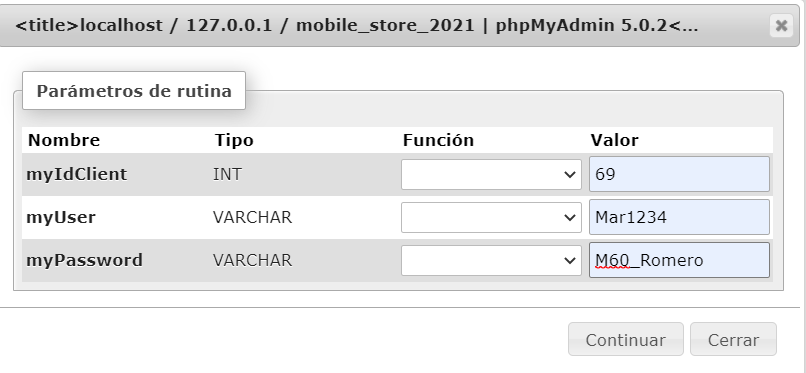 <title>localhost / 127.0.0.1 / mobile_store_2021 | phpMyAdmin 5.0.2<...
Parámetros de rutina
Nombre Tipo Función Valor
myIdClient INT 69
myUser VARCHAR Mar1234
myPassword VARCHAR M60_Romero
Continuar Cerrar